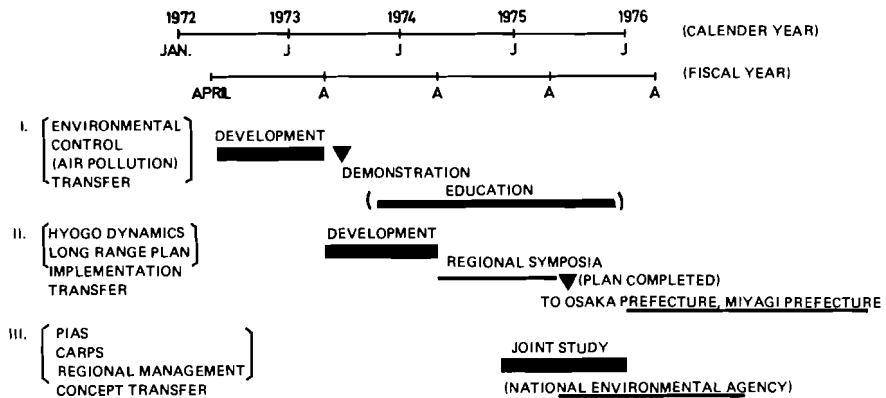 1972 1973 1974 1975 1976
JAN. J J J J (CALENDER YEAR)
(FISCAL YEAR)
APRIL A A A A
I. ENVIRONMENTAL
CONTROL
(AIR POLLUTION)
TRANSFER
DEVELOPMENT
DEMONSTRATION
( EDUCATION )
II. HYOGO DYNAMICS
LONG RANGE PLAN
IMPLEMENTATION
TRANSFER
DEVELOPMENT
REGIONAL SYMPOSIA
(PLAN COMPLETED)
TO OSAKA PREFECTURE, MIYAGI PREFECTURE
III. PIAS
CARPS
REGIONAL MANAGEMENT
CONCEPT TRANSFER
JOINT STUDY
(NATIONAL ENVIRONMENTAL AGENCY)